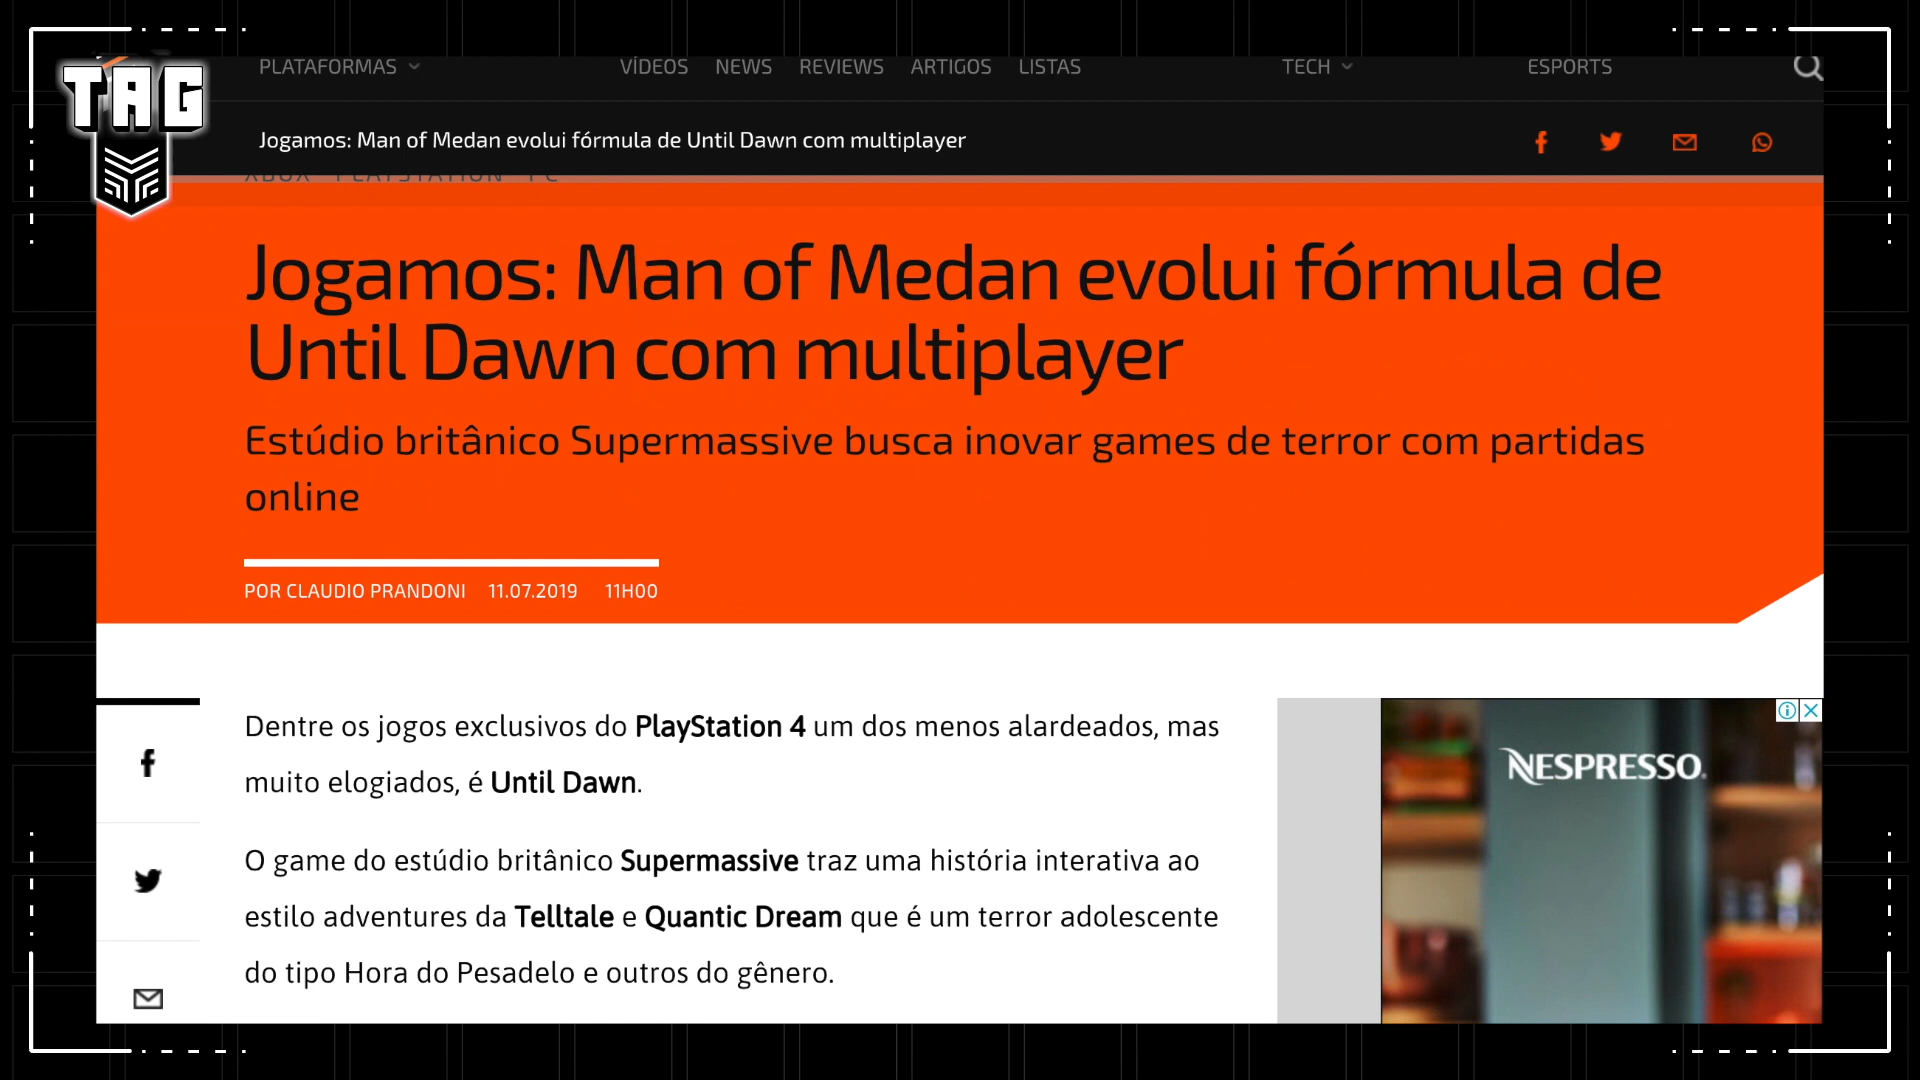 TAG
PLATAFORMAS VÍDEOS NEWS REVIEWS ARTIGOS LISTAS TECH ESPORTS
Jogamos: Man of Medan evolui fórmula de Until Dawn com multiplayer
XBOX PLAYSTATION PC
Jogamos: Man of Medan evolui fórmula de
Until Dawn com multiplayer
Estúdio britânico Supermassive busca inovar games de terror com partidas
online
POR CLAUDIO PRANDONI 11.07.2019 11H00
Dentre os jogos exclusivos do PlayStation 4 um dos menos alardeados, mas
muito elogiados, é Until Dawn.
O game do estúdio britânico Supermassive traz uma história interativa ao
estilo adventures da Telltale e Quantic Dream que é um terror adolescente
do tipo Hora do Pesadelo e outros do gênero.
NESPRESSO.